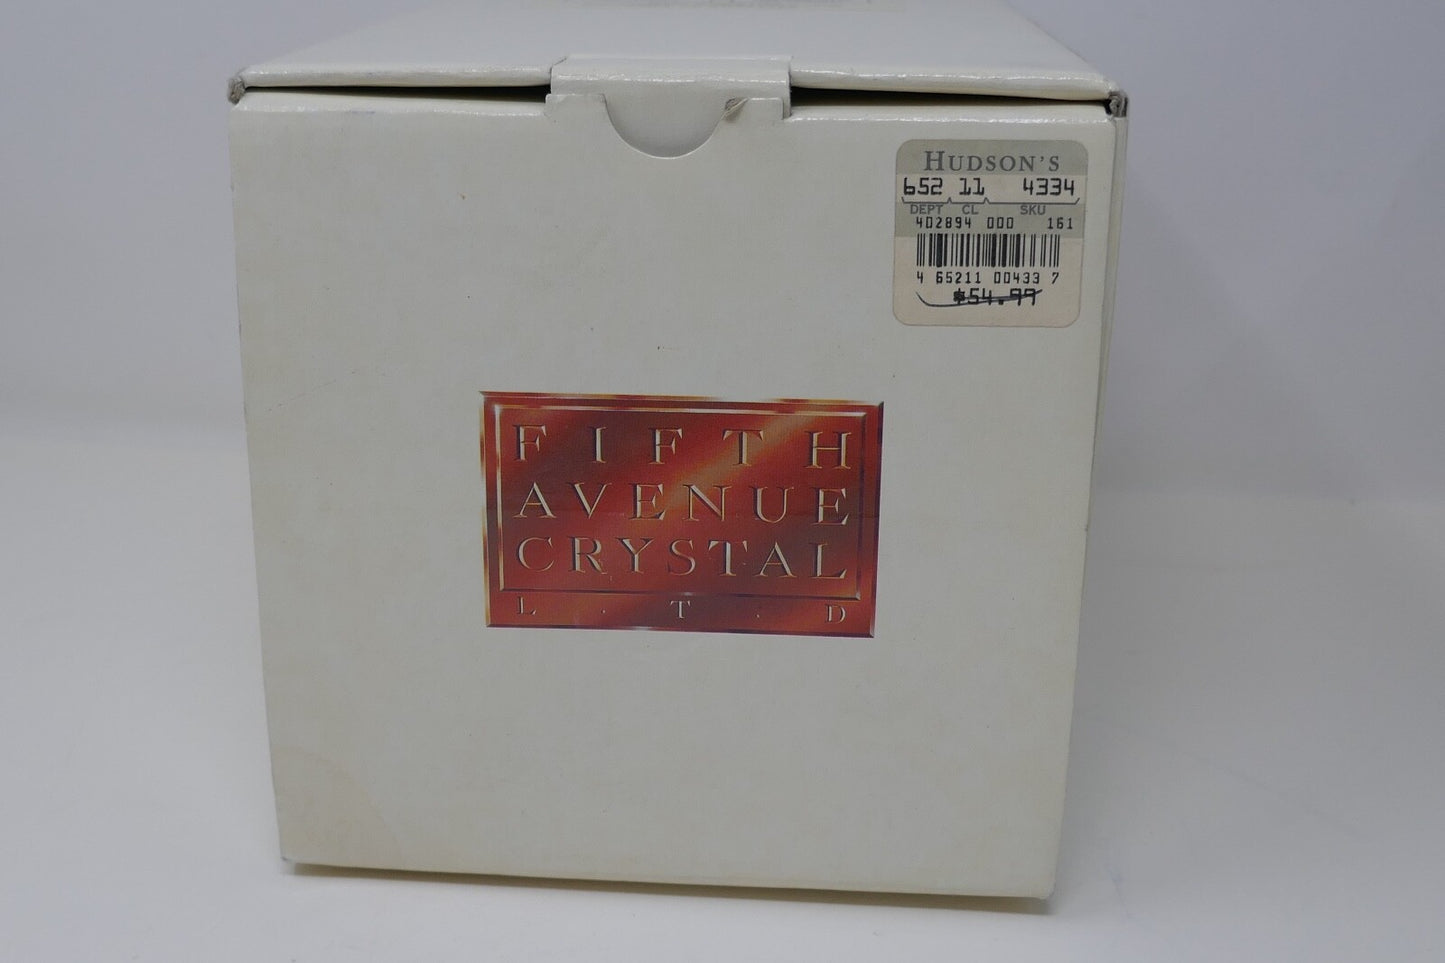 HUDSON'S
652 11 4334
DEPT CL SKU
402894 000 161
4 65211 00433 7
$54.99
FIFTH
AVENUE
CRYSTAL
L.T.D